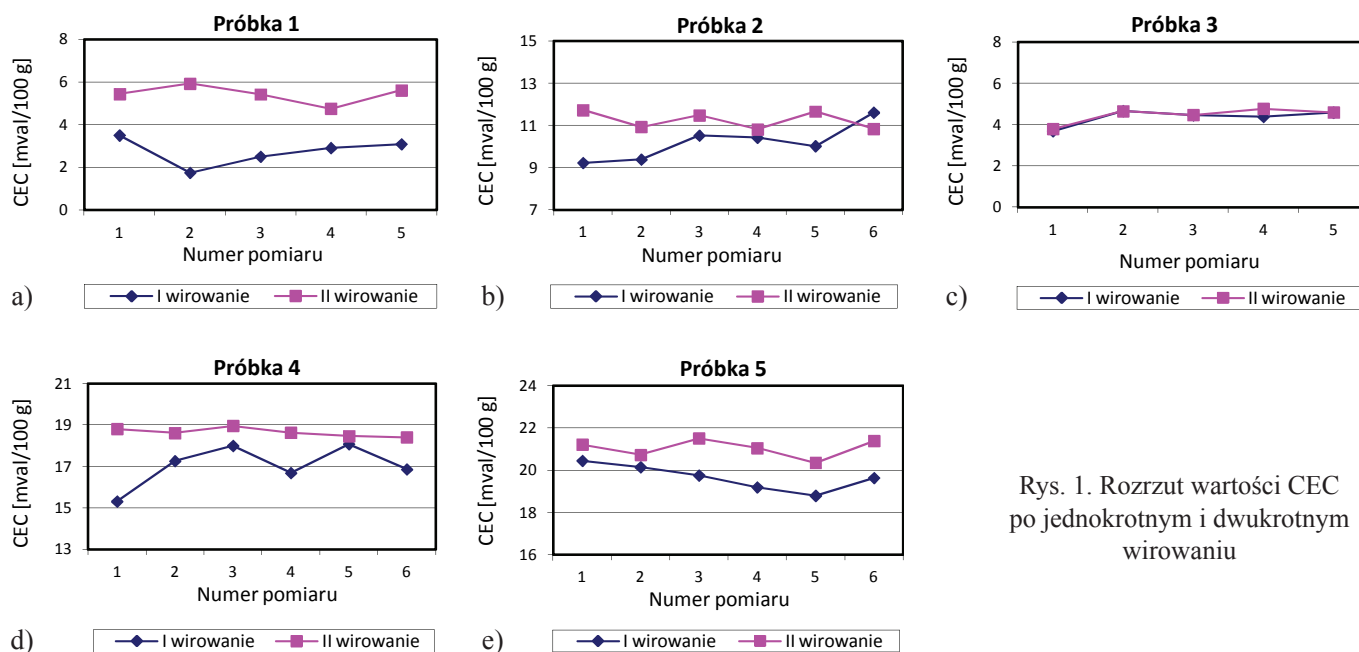 Próbka 1
CEC [mval/100 g]
8
6
4
2
0
1 2 3 4 5
Numer pomiaru
a)
I wirowanie II wirowanie
Próbka 2
CEC [mval/100 g]
15
13
11
9
7
1 2 3 4 5 6
Numer pomiaru
b)
I wirowanie II wirowanie
Próbka 3
CEC [mval/100 g]
8
6
4
2
0
1 2 3 4 5
Numer pomiaru
c)
I wirowanie II wirowanie
Próbka 4
CEC [mval/100 g]
21
19
17
15
13
1 2 3 4 5 6
Numer pomiaru
d)
I wirowanie II wirowanie
Próbka 5
CEC [mval/100 g]
24
22
20
18
16
1 2 3 4 5 6
Numer pomiaru
e)
I wirowanie II wirowanie
Rys. 1. Rozrzut wartości CEC
po jednokrotnym i dwukrotnym
wirowaniu